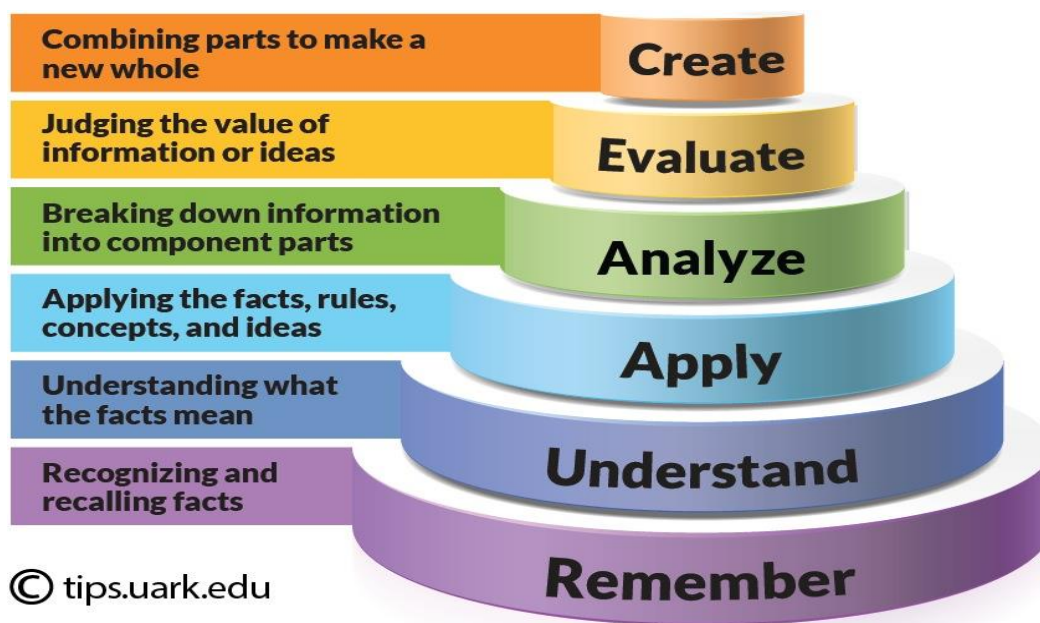 Combining parts to make a
new whole
Create
Judging the value of
information or ideas
Evaluate
Breaking down information
into component parts
Analyze
Applying the facts, rules,
concepts, and ideas
Apply
Understanding what
the facts mean
Understand
Recognizing and
recalling facts
Remember
© tips.uark.edu